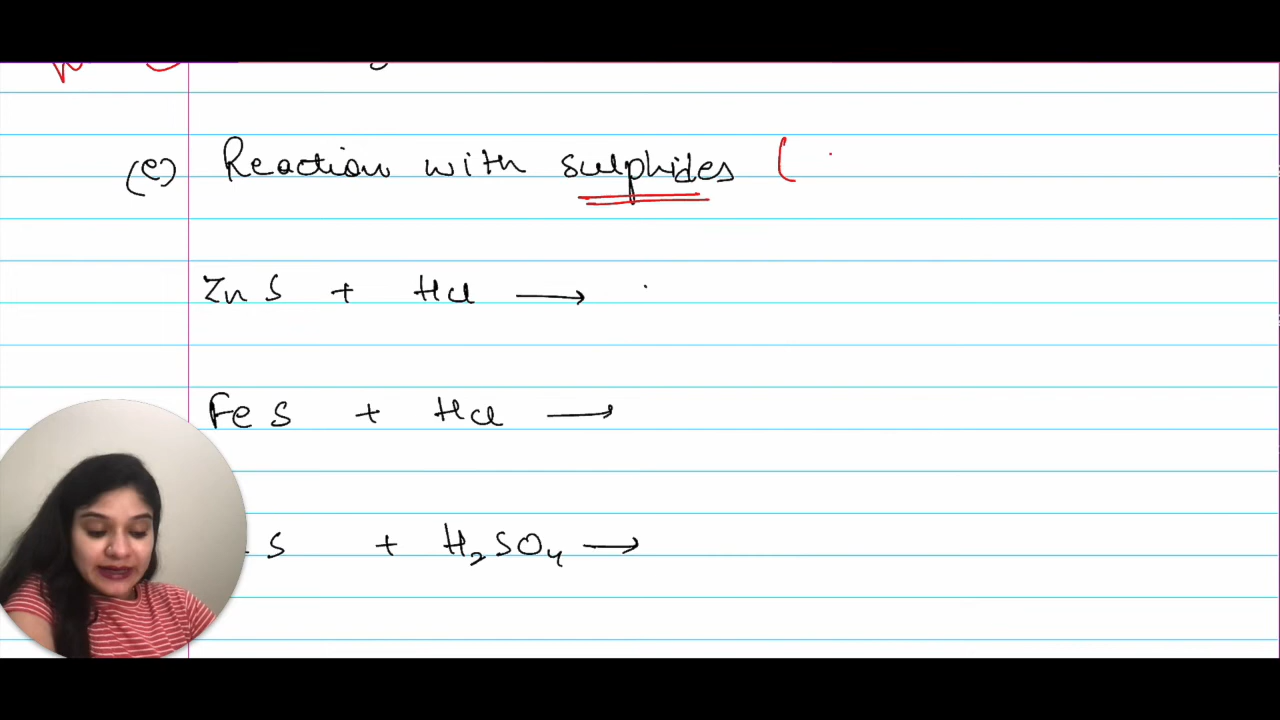 (e) Reaction with sulphides (
ZnS + HCl →
FeS + HCl →
S + H₂SO₄ →